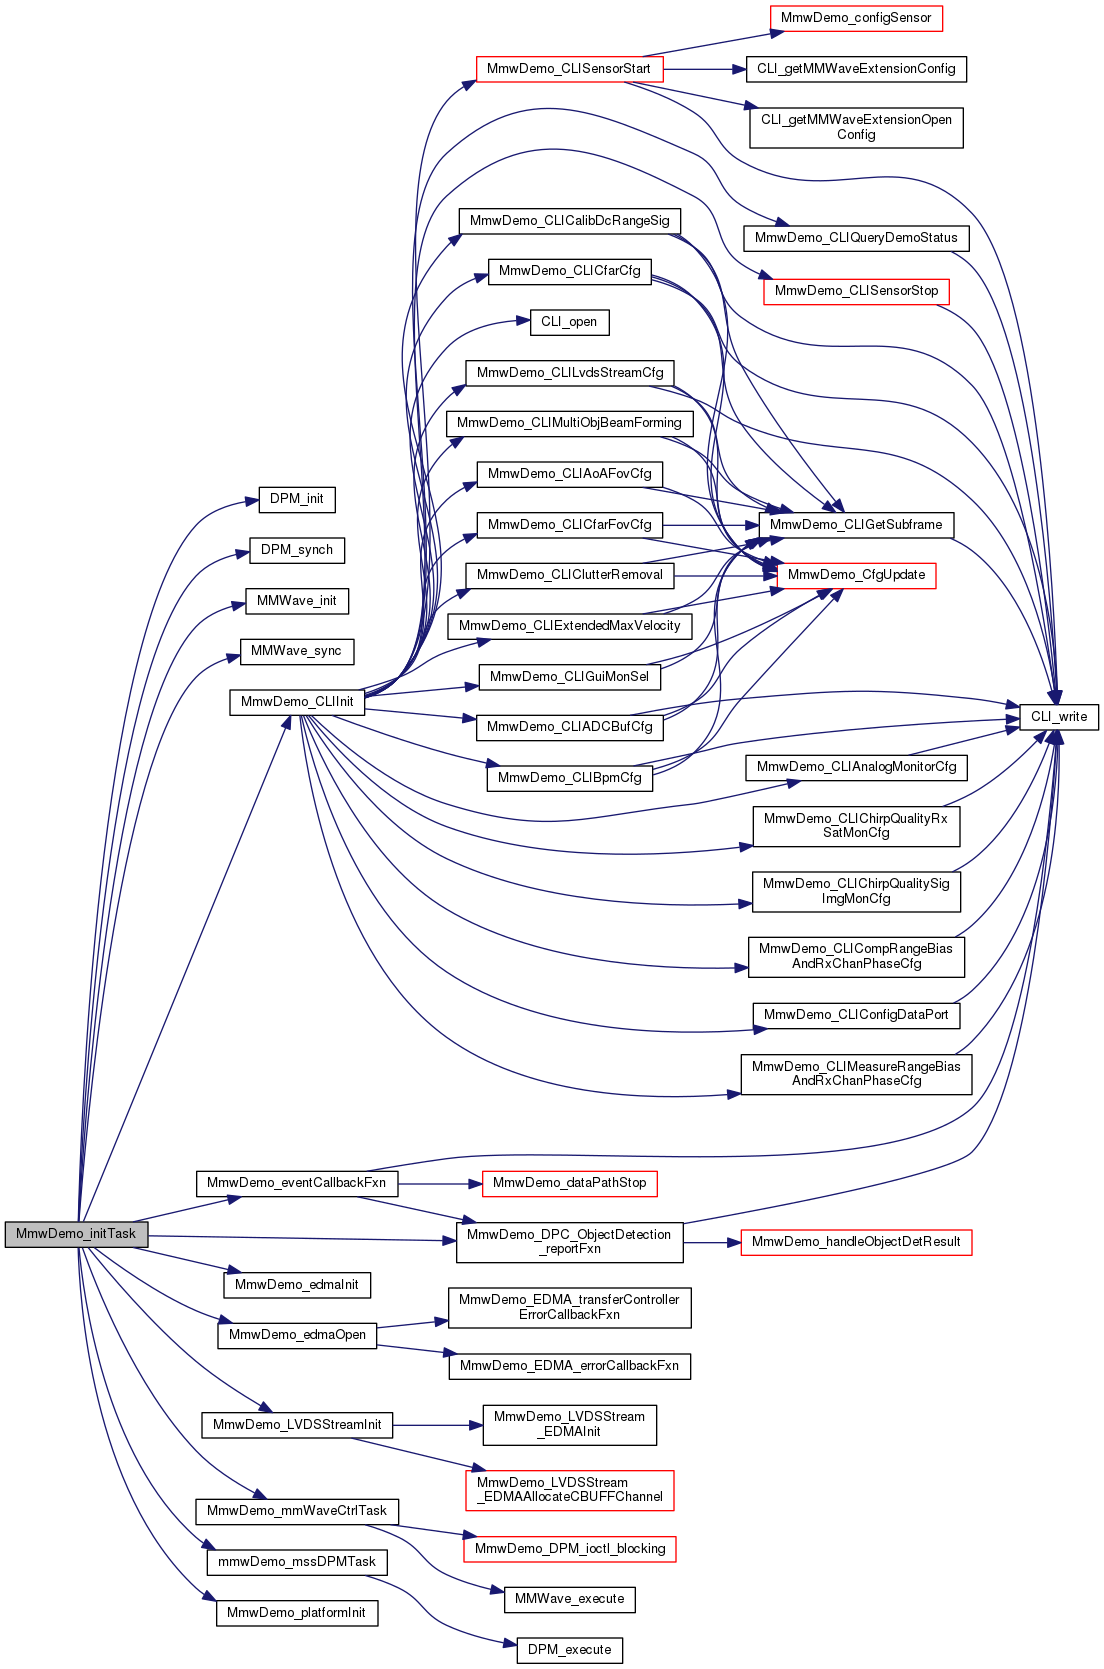 MmwDemo_configSensor
MmwDemo_CLISensorStart
CLI_getMMWaveExtensionConfig
CLI_getMMWaveExtensionOpen
Config
MmwDemo_CLICalibDcRangeSig
MmwDemo_CLIQueryDemoStatus
MmwDemo_CLICfarCfg
MmwDemo_CLISensorStop
CLI_open
MmwDemo_CLILvdsStreamCfg
MmwDemo_CLIMultiObjBeamForming
MmwDemo_CLIAoAFovCfg
DPM_init
MmwDemo_CLICfarFovCfg
MmwDemo_CLIGetSubframe
DPM_synch
MmwDemo_CLIClutterRemoval
MmwDemo_CfgUpdate
MMWave_init
MmwDemo_CLIExtendedMaxVelocity
MMWave_sync
MmwDemo_CLIGuiMonSel
MmwDemo_CLIInit
MmwDemo_CLIADCBufCfg
CLI_write
MmwDemo_CLIBpmCfg
MmwDemo_CLIAnalogMonitorCfg
MmwDemo_CLIChirpQualityRx
SatMonCfg
MmwDemo_CLIChirpQualitySig
ImgMonCfg
MmwDemo_CLICompRangeBias
AndRxChanPhaseCfg
MmwDemo_CLIConfigDataPort
MmwDemo_CLIMeasureRangeBias
AndRxChanPhaseCfg
MmwDemo_eventCallbackFxn
MmwDemo_dataPathStop
MmwDemo_initTask
MmwDemo_DPC_ObjectDetection
_reportFxn
MmwDemo_handleObjectDetResult
MmwDemo_edmaInit
MmwDemo_EDMA_transferController
ErrorCallbackFxn
MmwDemo_edmaOpen
MmwDemo_EDMA_errorCallbackFxn
MmwDemo_LVDSStreamInit
MmwDemo_LVDSStream
_EDMAInit
MmwDemo_LVDSStream
_EDMAAllocateCBUFFChannel
MmwDemo_mmWaveCtrlTask
MmwDemo_DPM_ioctl_blocking
mmwDemo_mssDPMTask
MMWave_execute
MmwDemo_platformInit
DPM_execute